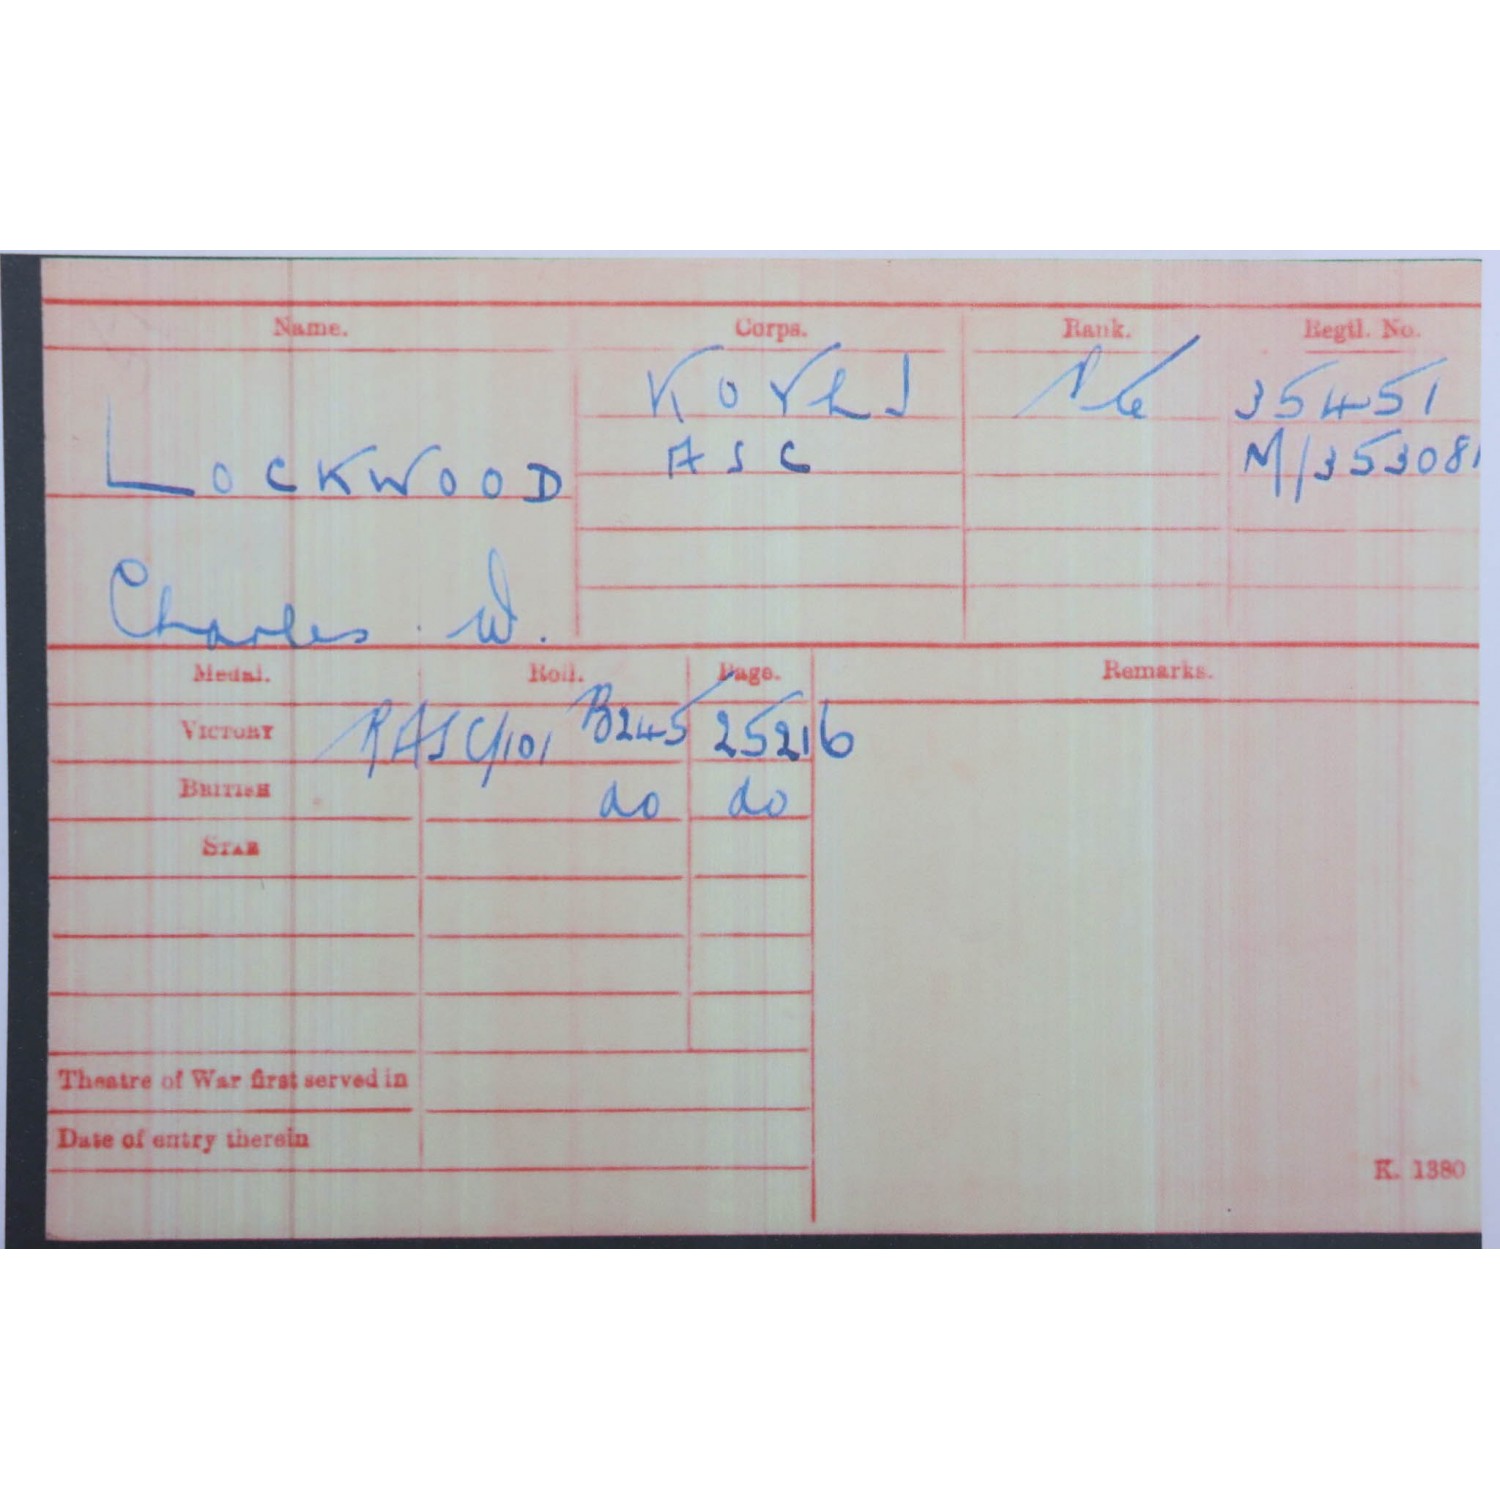 Name. Corps. Rank. Regtl. No.
KOYLI Pte 35451
LOCKWOOD ASC M/353081
Charles W.
Medal. Roll. Page. Remarks.
VICTORY RASC/101 B245 25216
BRITISH do do
STAR
Theatre of War first served in
Date of entry therein
K. 1380